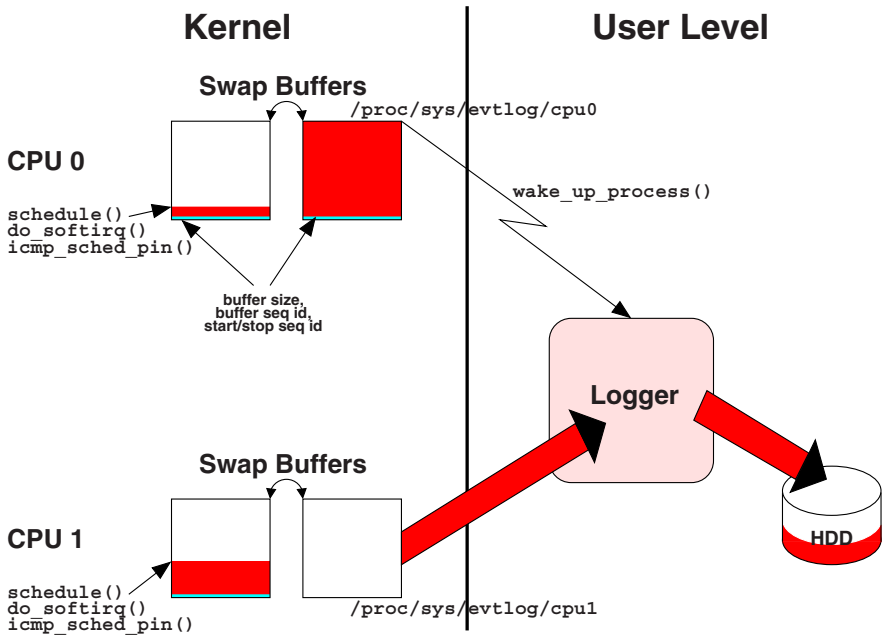 Kernel
User Level
Swap Buffers
/proc/sys/evtlog/cpu0
CPU 0
wake_up_process()
schedule()
do_softirq()
icmp_sched_pin()
buffer size,
buffer seq id,
start/stop seq id
Logger
Swap Buffers
HDD
CPU 1
schedule()
do_softirq()
icmp_sched_pin()
/proc/sys/evtlog/cpu1